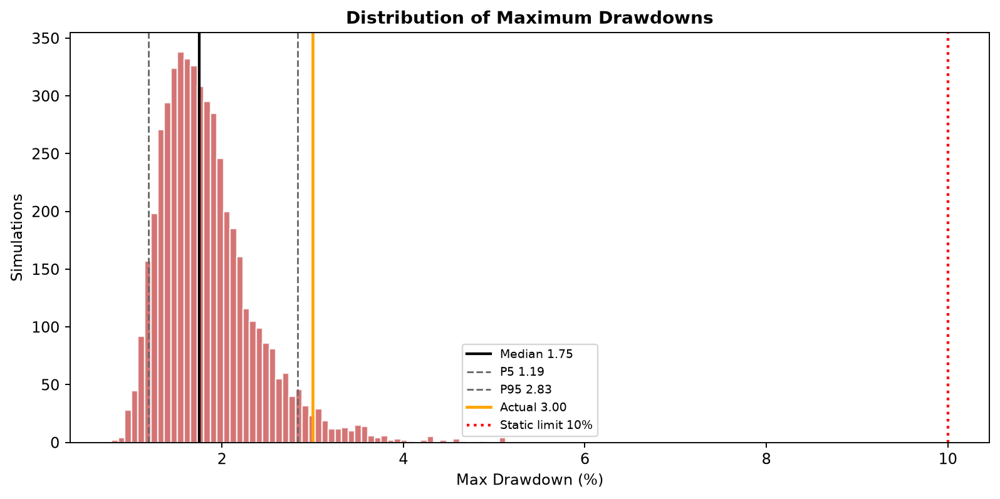 Distribution of Maximum Drawdowns
350
300
250
200
150
100
50
0
Simulations
Median 1.75
P5 1.19
P95 2.83
Actual 3.00
Static limit 10%
2 4 6 8 10
Max Drawdown (%)